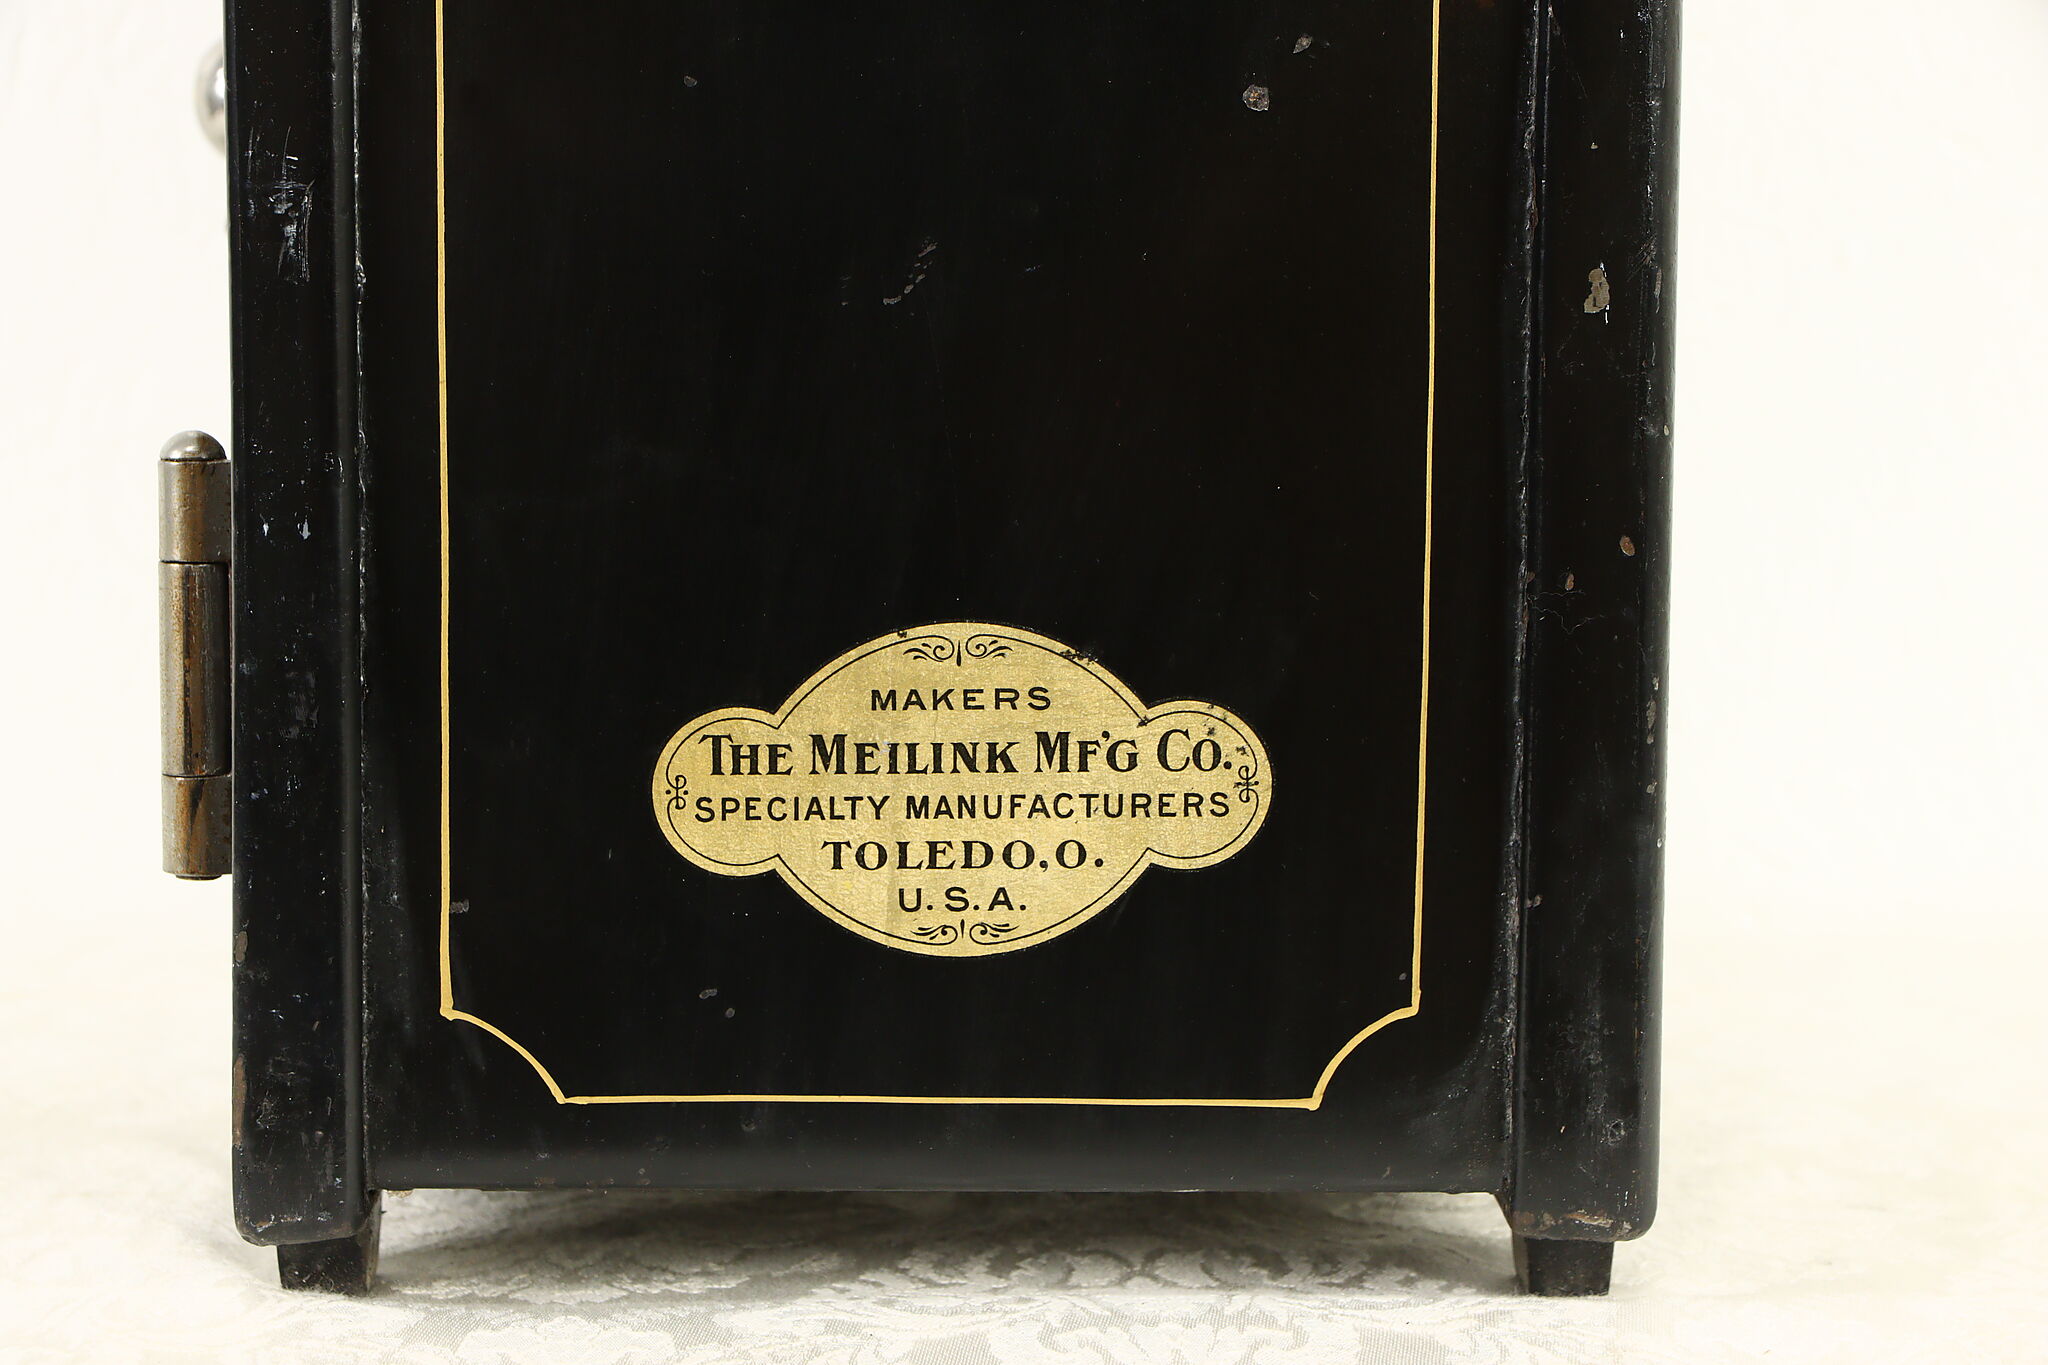 MAKERS
THE MEILINK MF'G CO.
SPECIALTY MANUFACTURERS
TOLEDO, O.
U.S.A.